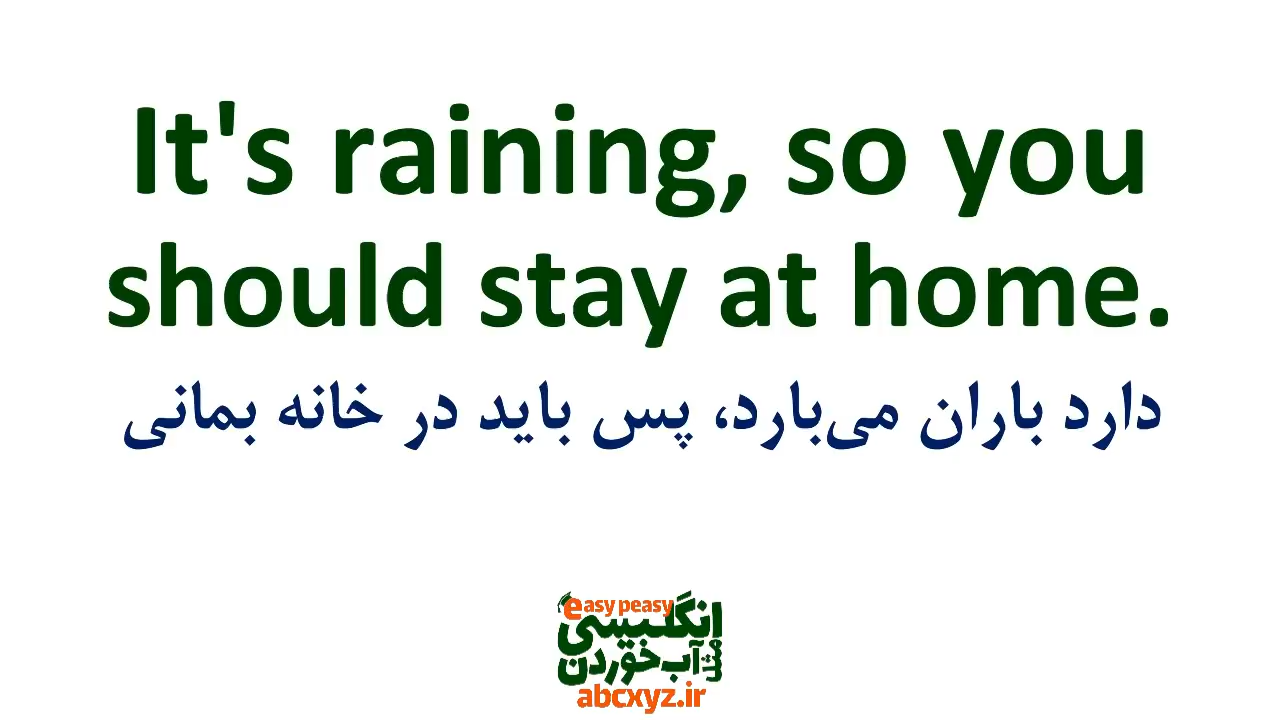 It's raining, so you
should stay at home.
دارد باران می‌بارد، پس باید در خانه بمانی
easy peasy
انگلیسی
مثل آب خوردن
abcxyz.ir